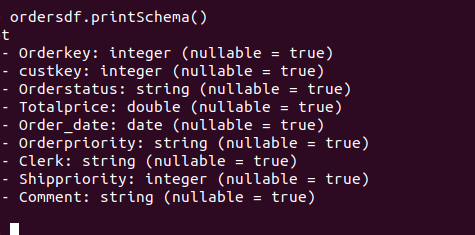 ordersdf.printSchema()
t
- Orderkey: integer (nullable = true)
- custkey: integer (nullable = true)
- Orderstatus: string (nullable = true)
- Totalprice: double (nullable = true)
- Order_date: date (nullable = true)
- Orderpriority: string (nullable = true)
- Clerk: string (nullable = true)
- Shippriority: integer (nullable = true)
- Comment: string (nullable = true)